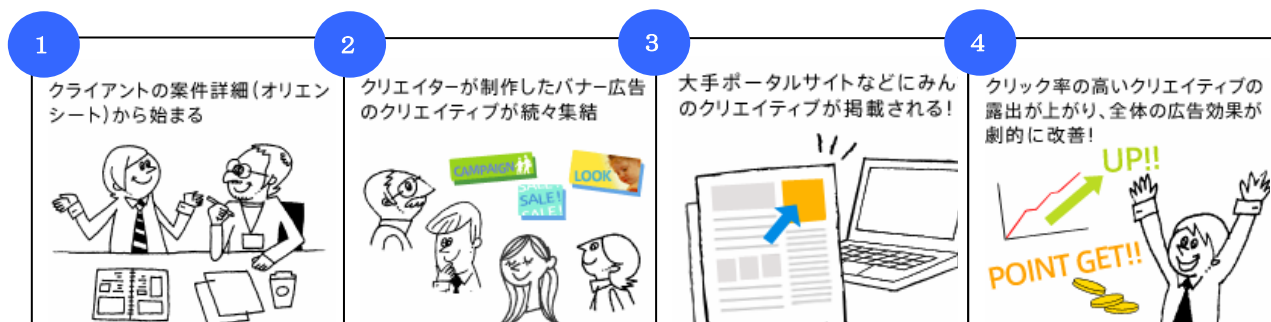 1
クライアントの案件詳細(オリエン
シート)から始まる
2
クリエイターが制作したバナー広告
のクリエイティブが続々集結
CAMPAIGN
SALE!
SALE!
SALE!
LOOK
3
大手ポータルサイトなどにみん
のクリエイティブが掲載される!
4
クリック率の高いクリエイティブの
露出が上がり、全体の広告効果が
劇的に改善!
UP!!
POINT GET!!